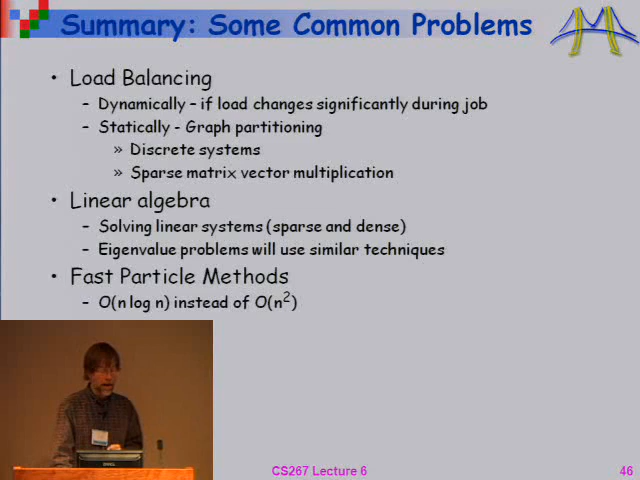 Summary: Some Common Problems
• Load Balancing
– Dynamically – if load changes significantly during job
– Statically - Graph partitioning
» Discrete systems
» Sparse matrix vector multiplication
• Linear algebra
– Solving linear systems (sparse and dense)
– Eigenvalue problems will use similar techniques
• Fast Particle Methods
– O(n log n) instead of O(n²)
DELL
CS267 Lecture 6
46